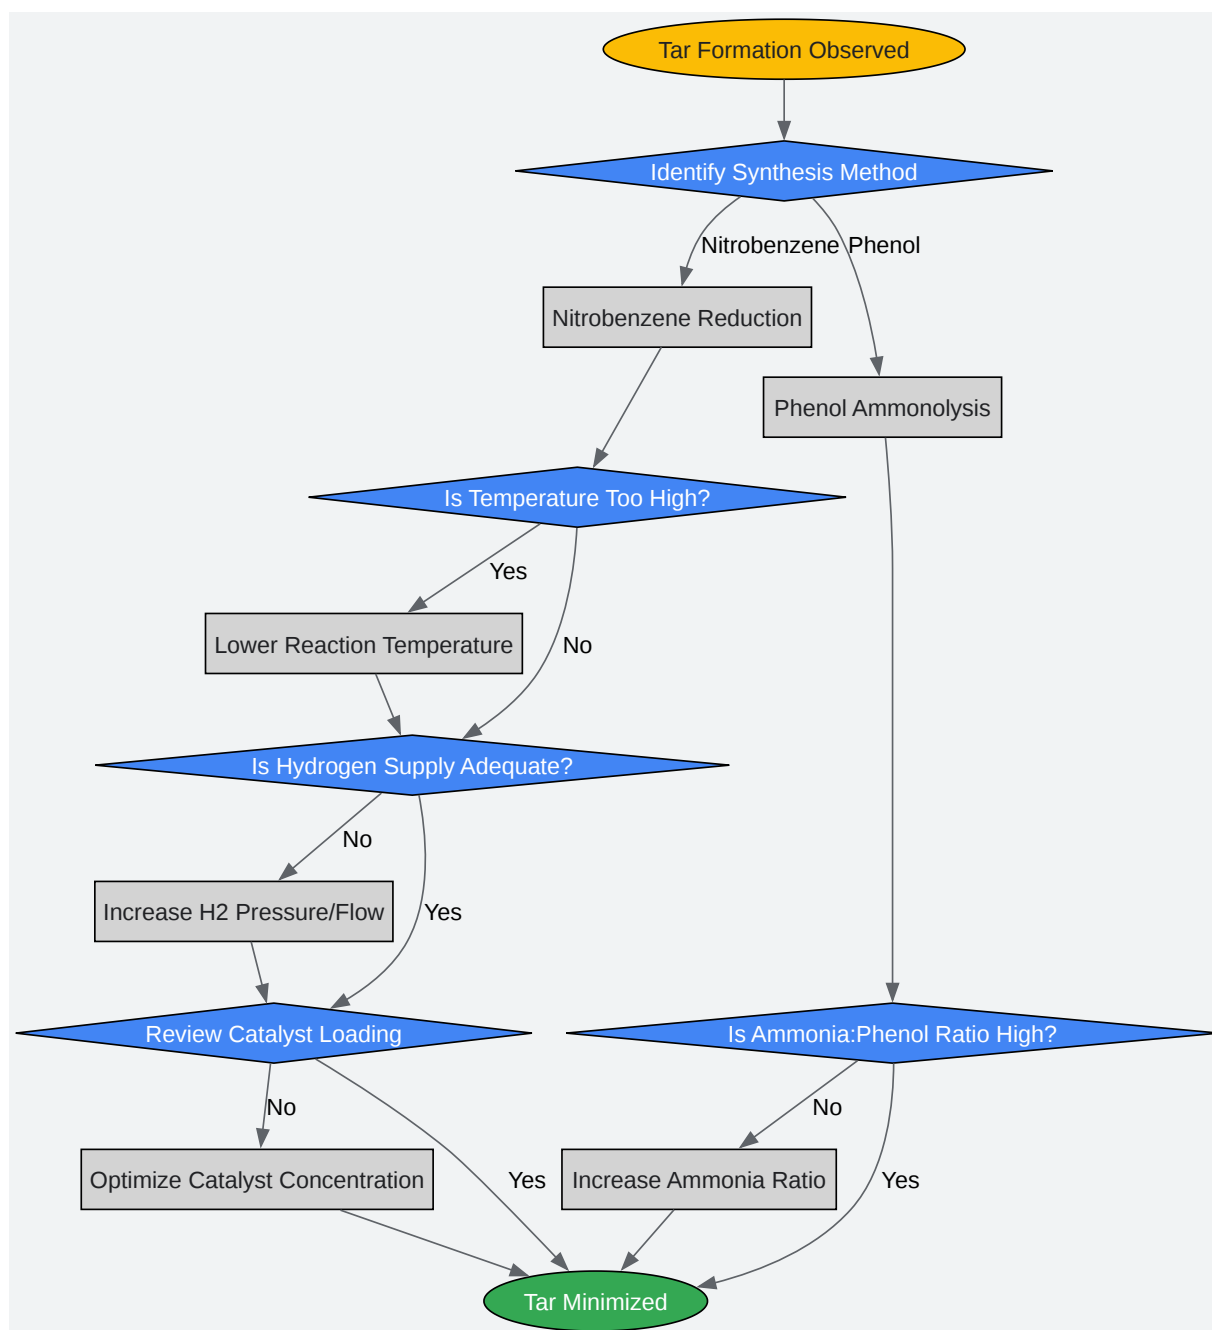 Tar Formation Observed
Identify Synthesis Method
Nitrobenzene
Phenol
Nitrobenzene Reduction
Phenol Ammonolysis
Is Temperature Too High?
Yes
Lower Reaction Temperature
No
Is Hydrogen Supply Adequate?
No
Increase H2 Pressure/Flow
Yes
Review Catalyst Loading
Is Ammonia:Phenol Ratio High?
No
No
Optimize Catalyst Concentration
Yes
Increase Ammonia Ratio
Yes
Tar Minimized